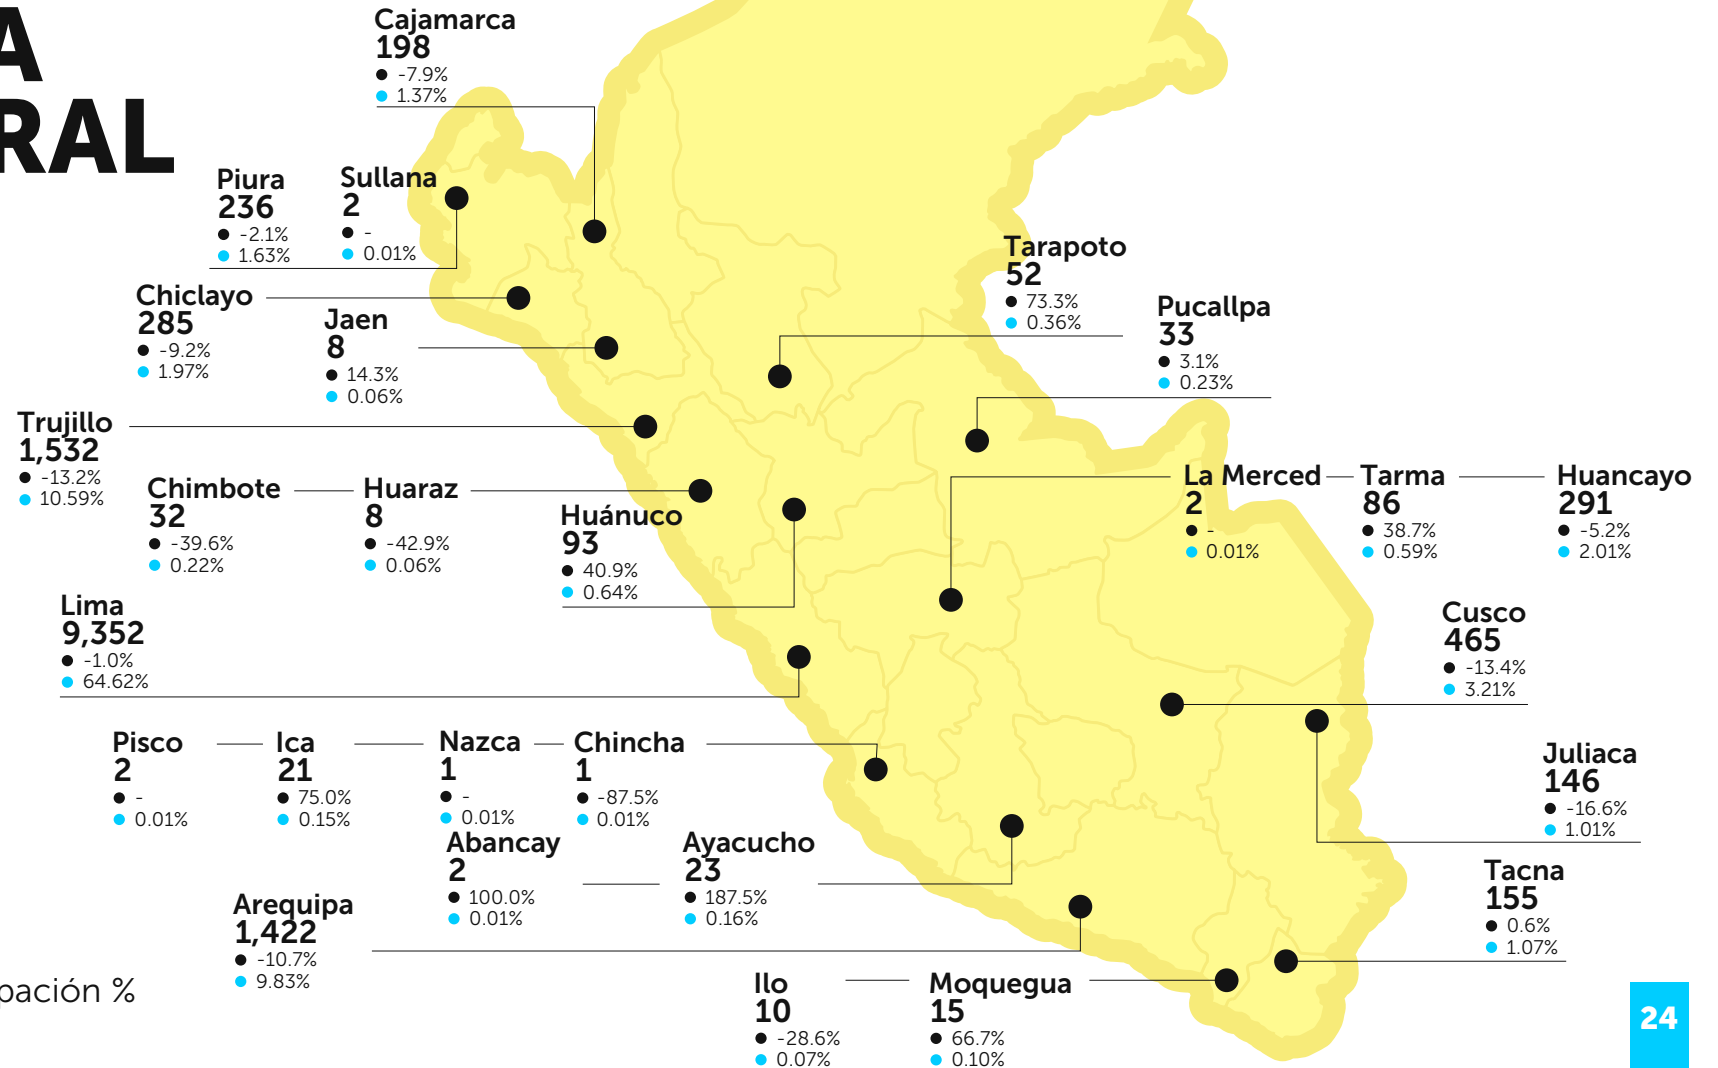 A
RAL
Cajamarca
198
-7.9%
1.37%
Piura
236
-2.1%
1.63%
Sullana
2
-
0.01%
Chiclayo
285
-9.2%
1.97%
Jaen
8
14.3%
0.06%
Tarapoto
52
73.3%
0.36%
Pucallpa
33
3.1%
0.23%
Trujillo
1,532
-13.2%
10.59%
Chimbote
32
-39.6%
0.22%
Huaraz
8
-42.9%
0.06%
Huánuco
93
40.9%
0.64%
La Merced
2
-
0.01%
Tarma
86
38.7%
0.59%
Huancayo
291
-5.2%
2.01%
Lima
9,352
-1.0%
64.62%
Cusco
465
-13.4%
3.21%
Pisco
2
-
0.01%
Ica
21
75.0%
0.15%
Nazca
1
-
0.01%
Chincha
1
-87.5%
0.01%
Juliaca
146
-16.6%
1.01%
Abancay
2
100.0%
0.01%
Ayacucho
23
187.5%
0.16%
Arequipa
1,422
-10.7%
9.83%
Tacna
155
0.6%
1.07%
Ilo
10
-28.6%
0.07%
Moquegua
15
66.7%
0.10%
pación %
24